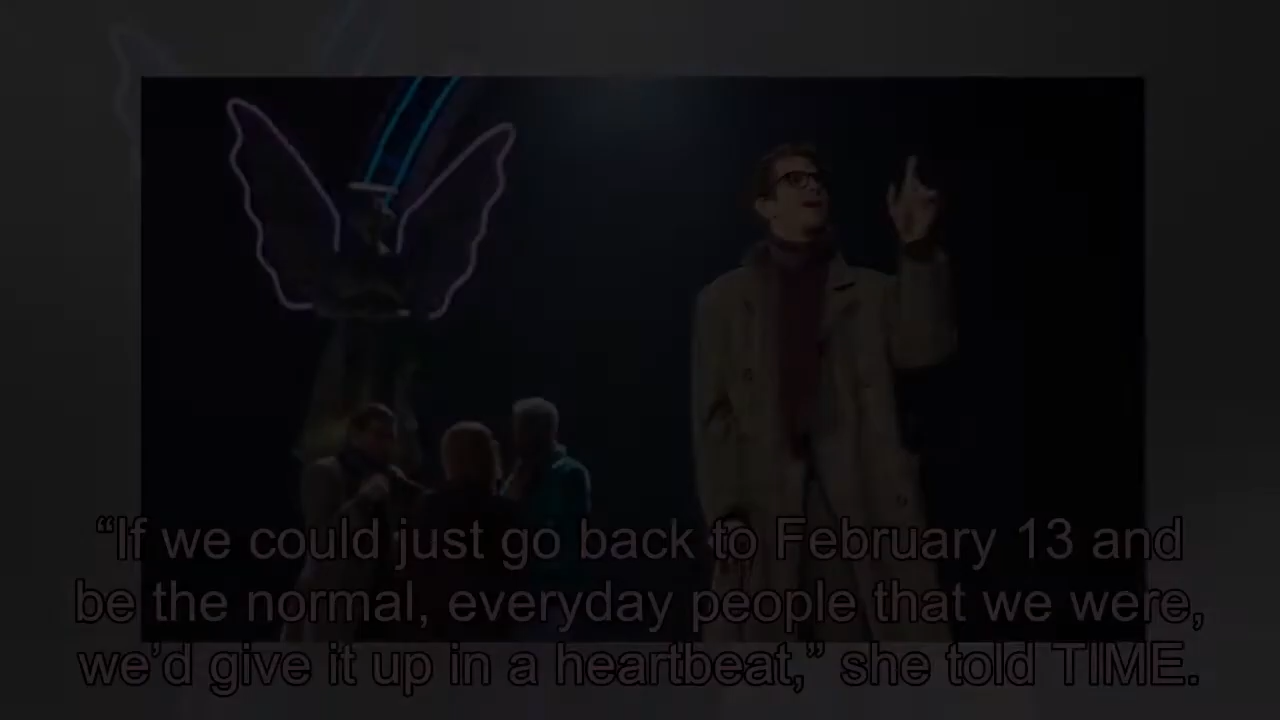 “If we could just go back to February 13 and
be the normal, everyday people that we were,
we’d give it up in a heartbeat,” she told TIME.